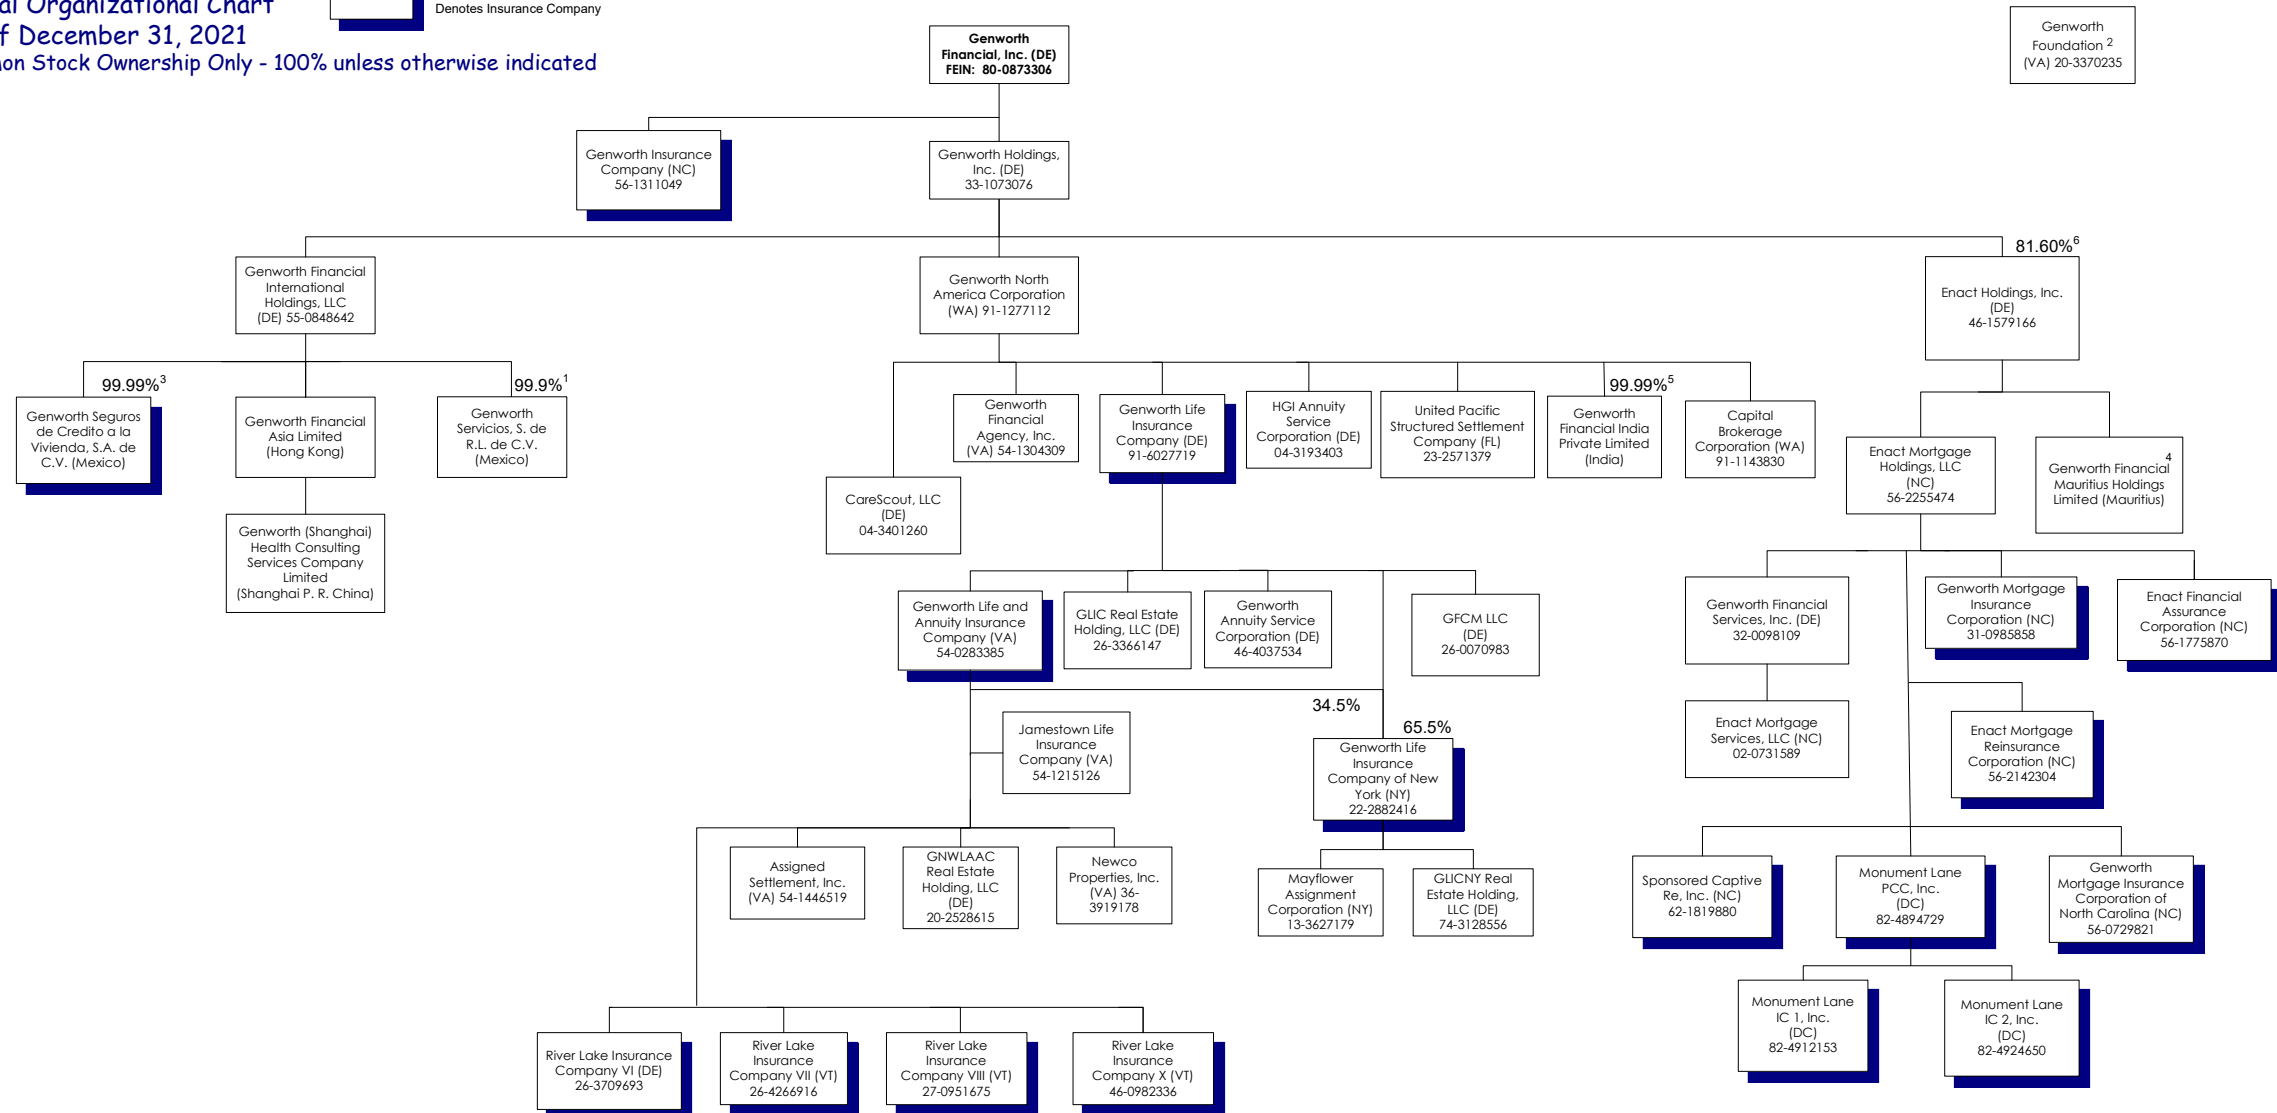 al Organizational Chart
f December 31, 2021
on Stock Ownership Only - 100% unless otherwise indicated
Denotes Insurance Company
Genworth
Financial, Inc. (DE)
FEIN: 80-0873306
Genworth
Foundation 2
(VA) 20-3370235
Genworth Insurance
Company (NC)
56-1311049
Genworth Holdings,
Inc. (DE)
33-1073076
Genworth Financial
International
Holdings, LLC
(DE) 55-0848642
Genworth North
America Corporation
(WA) 91-1277112
81.60%6
Enact Holdings, Inc.
(DE)
46-1579166
99.99%3
Genworth Seguros
de Credito a la
Vivienda, S.A. de
C.V. (Mexico)
Genworth Financial
Asia Limited
(Hong Kong)
99.9%1
Genworth
Servicios, S. de
R.L. de C.V.
(Mexico)
Genworth (Shanghai)
Health Consulting
Services Company
Limited
(Shanghai P. R. China)
CareScout, LLC
(DE)
04-3401260
Genworth
Financial
Agency, Inc.
(VA) 54-1304309
Genworth Life
Insurance
Company (DE)
91-6027719
HGI Annuity
Service
Corporation (DE)
04-3193403
United Pacific
Structured Settlement
Company (FL)
23-2571379
99.99%5
Genworth
Financial India
Private Limited
(India)
Capital
Brokerage
Corporation (WA)
91-1143830
Enact Mortgage
Holdings, LLC
(NC)
56-2255474
4
Genworth Financial
Mauritius Holdings
Limited (Mauritius)
Genworth Life and
Annuity Insurance
Company (VA)
54-0283385
GLIC Real Estate
Holding, LLC (DE)
26-3366147
Genworth
Annuity Service
Corporation (DE)
46-4037534
GFCM LLC
(DE)
26-0070983
Genworth Financial
Services, Inc. (DE)
32-0098109
Genworth Mortgage
Insurance
Corporation (NC)
31-0985858
Enact Financial
Assurance
Corporation (NC)
56-1775870
34.5%
65.5%
Jamestown Life
Insurance
Company (VA)
54-1215126
Genworth Life
Insurance
Company of New
York (NY)
22-2882416
Enact Mortgage
Services, LLC (NC)
02-0731589
Enact Mortgage
Reinsurance
Corporation (NC)
56-2142304
Assigned
Settlement, Inc.
(VA) 54-1446519
GNWLAAC
Real Estate
Holding, LLC
(DE)
20-2528615
Newco
Properties, Inc.
(VA) 36-
3919178
Mayflower
Assignment
Corporation (NY)
13-3627179
GLICNY Real
Estate Holding,
LLC (DE)
74-3128556
Sponsored Captive
Re, Inc. (NC)
62-1819880
Monument Lane
PCC, Inc.
(DC)
82-4894729
Genworth
Mortgage Insurance
Corporation of
North Carolina (NC)
56-0729821
River Lake Insurance
Company VI (DE)
26-3709693
River Lake
Insurance
Company VII (VT)
26-4266916
River Lake
Insurance
Company VIII (VT)
27-0951675
River Lake
Insurance
Company X (VT)
46-0982336
Monument Lane
IC 1, Inc.
(DC)
82-4912153
Monument Lane
IC 2, Inc.
(DC)
82-4924650